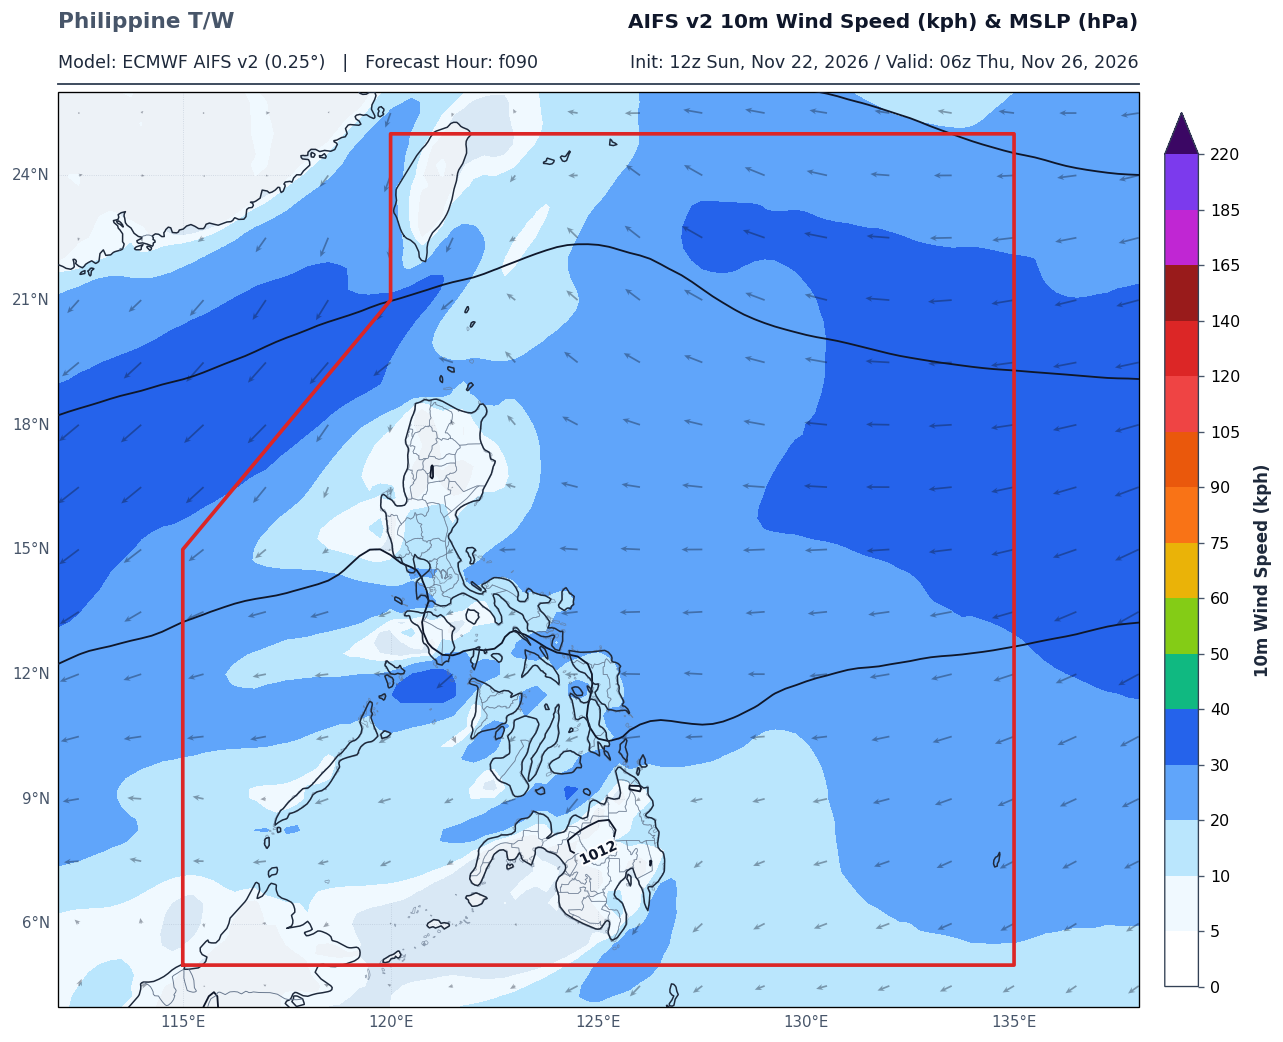 Philippine T/W
AIFS v2 10m Wind Speed (kph) & MSLP (hPa)
Model: ECMWF AIFS v2 (0.25°) | Forecast Hour: f090
Init: 12z Sun, Nov 22, 2026 / Valid: 06z Thu, Nov 26, 2026
24°N
21°N
18°N
15°N
12°N
9°N
6°N
1012
115°E
120°E
125°E
130°E
135°E
220
185
165
140
120
105
90
75
60
50
40
30
20
10
5
0
10m Wind Speed (kph)